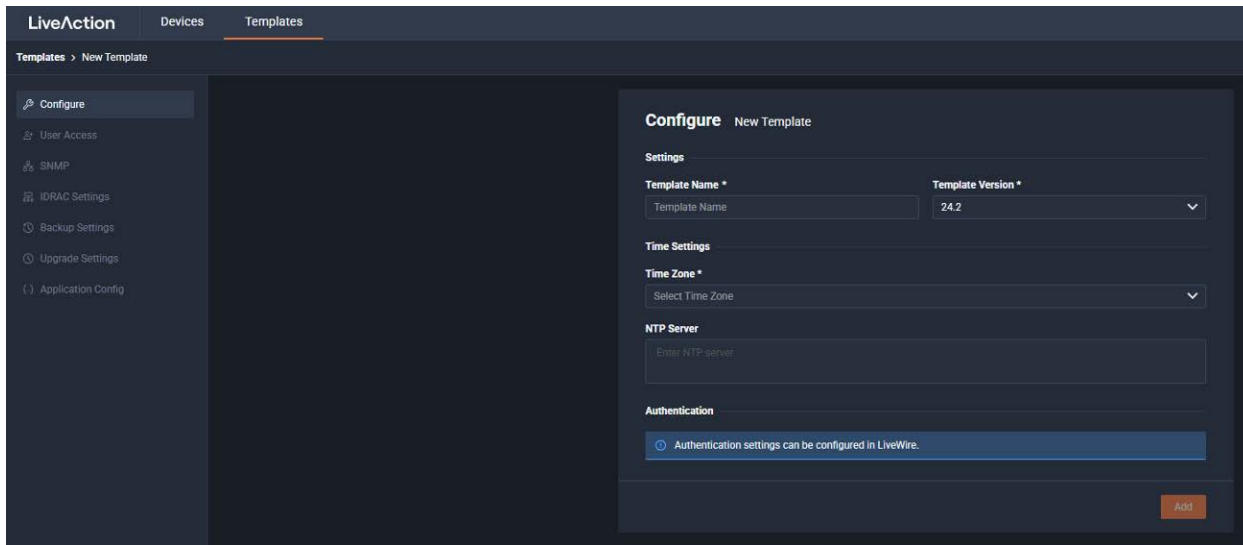 LiveAction Devices Templates
Templates > New Template
Configure
User Access
SNMP
IDRAC Settings
Backup Settings
Upgrade Settings
Application Config
Configure New Template
Settings
Template Name * Template Version *
Template Name 24.2
Time Settings
Time Zone *
Select Time Zone
NTP Server
Enter NTP server
Authentication
Authentication settings can be configured in LiveWire.
Add